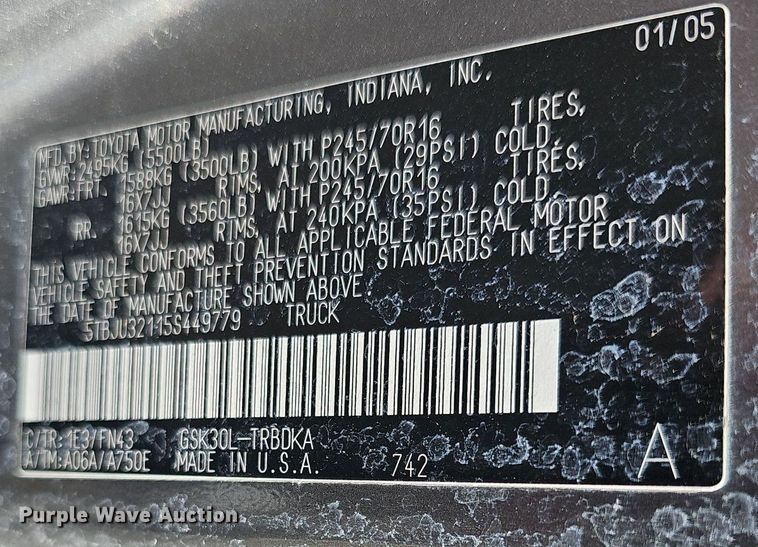 01/05
MFD. BY: TOYOTA MOTOR MANUFACTURING, INDIANA, INC.
GVWR: 2495KG (5500LB)
GAWR: FRT. 1588KG (3500LB) WITH P245/70R16 TIRES,
16X7JJ RIMS, AT 200KPA (29PSI) COLD.
RR. 1615KG (3560LB) WITH P245/70R16 TIRES,
16X7JJ RIMS, AT 240KPA (35PSI) COLD.
THIS VEHICLE CONFORMS TO ALL APPLICABLE FEDERAL MOTOR
VEHICLE SAFETY AND THEFT PREVENTION STANDARDS IN EFFECT ON
THE DATE OF MANUFACTURE SHOWN ABOVE.
5TBJU32115S449779 TRUCK
C/TR: 1E3/FN43 GSK30L-TRBDKA
A/TM: A06A/A750E MADE IN U.S.A. 742 A
Purple Wave Auction